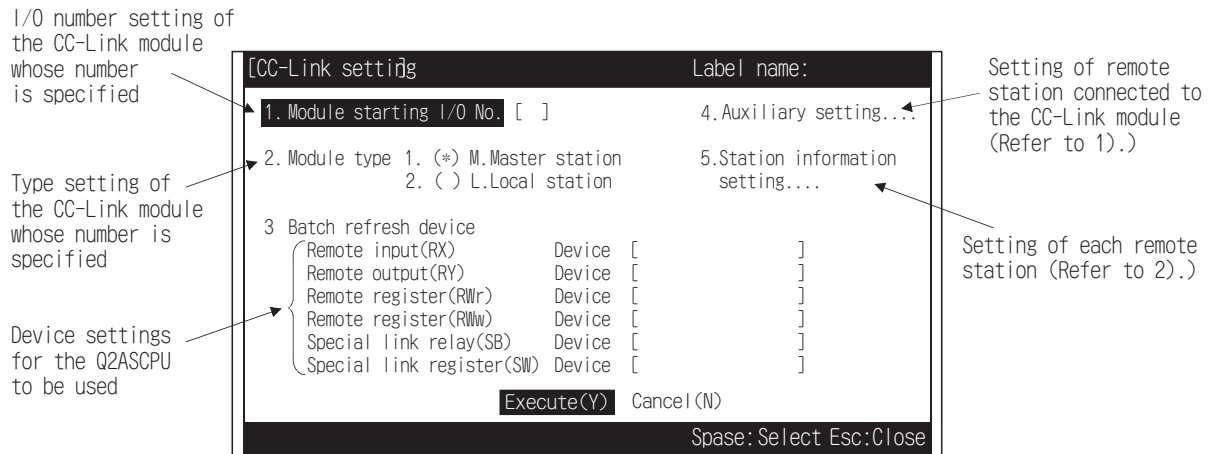 I/O number setting of
the CC-Link module
whose number
is specified
Type setting of
the CC-Link module
whose number is
specified
Device settings
for the Q2ASCPU
to be used
[CC-Link setting] Label name:
1. Module starting I/O No. [ ] 4. Auxiliary setting....
2. Module type 1. (*) M.Master station 5.Station information
2. ( ) L.Local station setting....
3 Batch refresh device
Remote input(RX) Device [ ]
Remote output(RY) Device [ ]
Remote register(RWr) Device [ ]
Remote register(RWw) Device [ ]
Special link relay(SB) Device [ ]
Special link register(SW) Device [ ]
Execute(Y) Cancel(N)
Spase:Select Esc:Close
Setting of remote
station connected to
the CC-Link module
(Refer to 1).)
Setting of each remote
station (Refer to 2).)